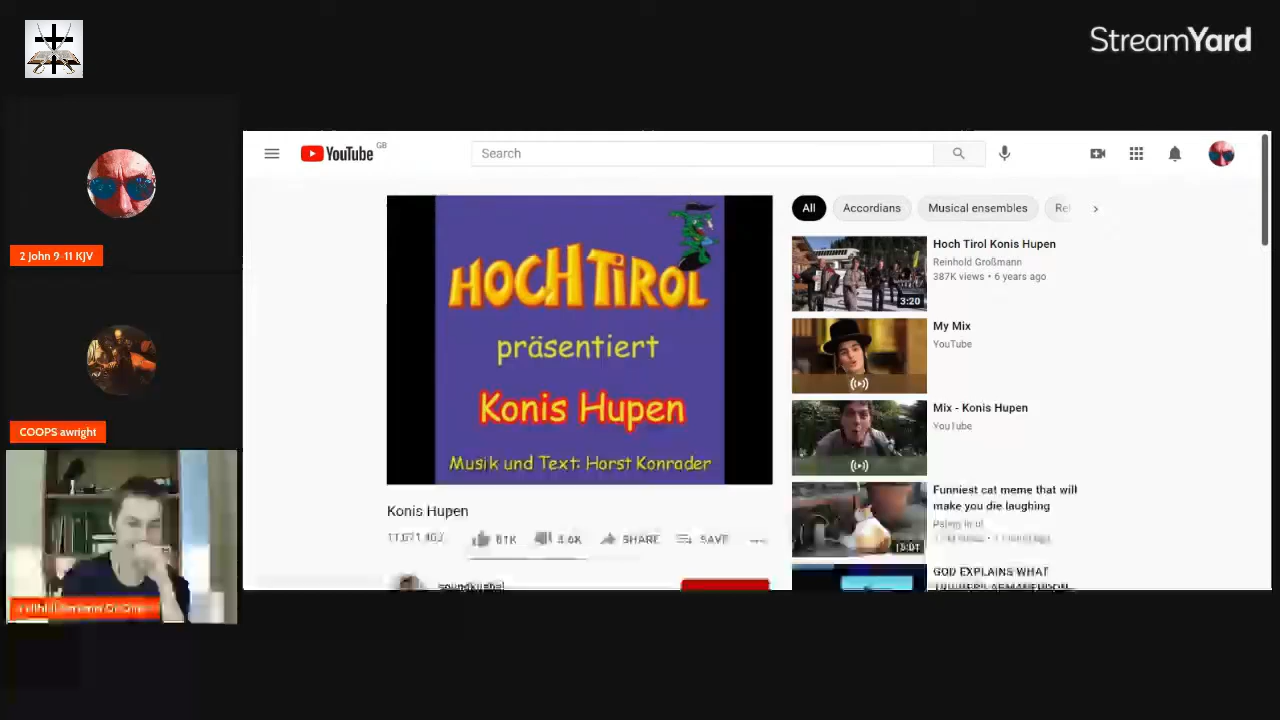 StreamYard
2 John 9-11 KJV
COOPS awright
YouTube GB
Search
HOCH TIROL
präsentiert
Konis Hupen
Musik und Text: Horst Konrader
Konis Hupen
SHARE
SAVE
All
Accordians
Musical ensembles
Hoch Tirol Konis Hupen
Reinhold Großmann
387K views • 6 years ago
3:20
My Mix
YouTube
Mix - Konis Hupen
YouTube
Funniest cat meme that will
make you die laughing
GOD EXPLAINS WHAT